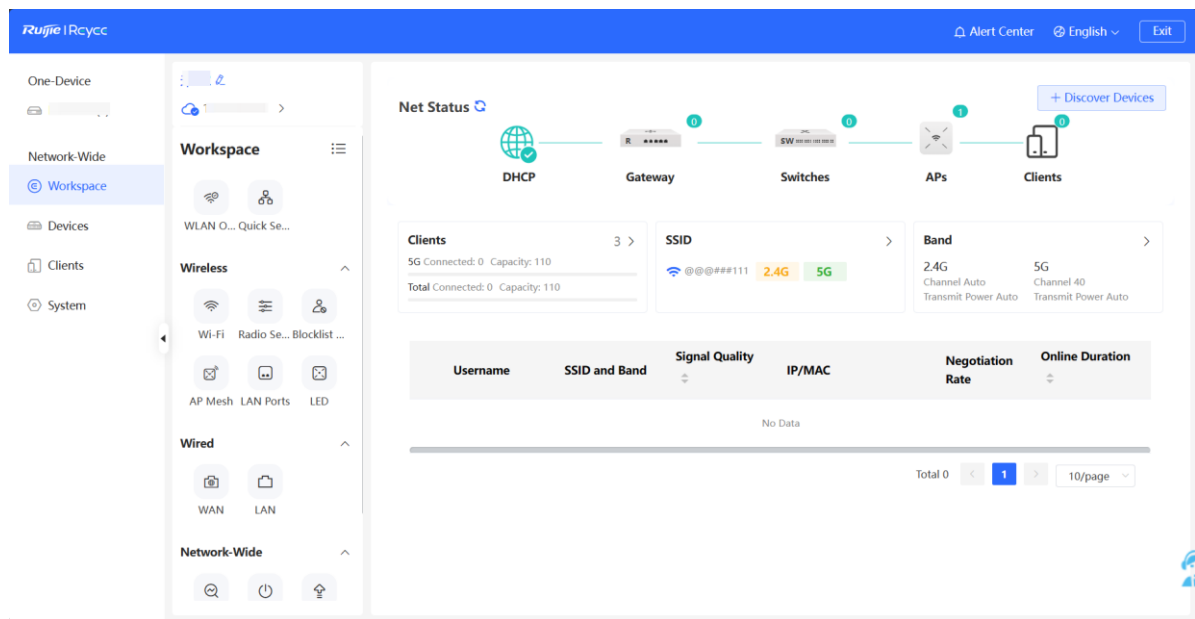 Ruijie | Rcycc
Alert Center
English
Exit
One-Device
Network-Wide
Workspace
Devices
Clients
System
Workspace
WLAN O... Quick Se...
Wireless
Wi-Fi Radio Se... Blocklist ...
AP Mesh LAN Ports LED
Wired
WAN LAN
Network-Wide
Net Status
+ Discover Devices
0 0 1 0
R SW
DHCP Gateway Switches APs Clients
Clients 3 >
5G Connected: 0 Capacity: 110
Total Connected: 0 Capacity: 110
SSID >
@@@###111 2.4G 5G
Band >
2.4G 5G
Channel Auto Channel 40
Transmit Power Auto Transmit Power Auto
Username SSID and Band Signal Quality IP/MAC Negotiation Rate Online Duration
No Data
Total 0 < 1 > 10/page